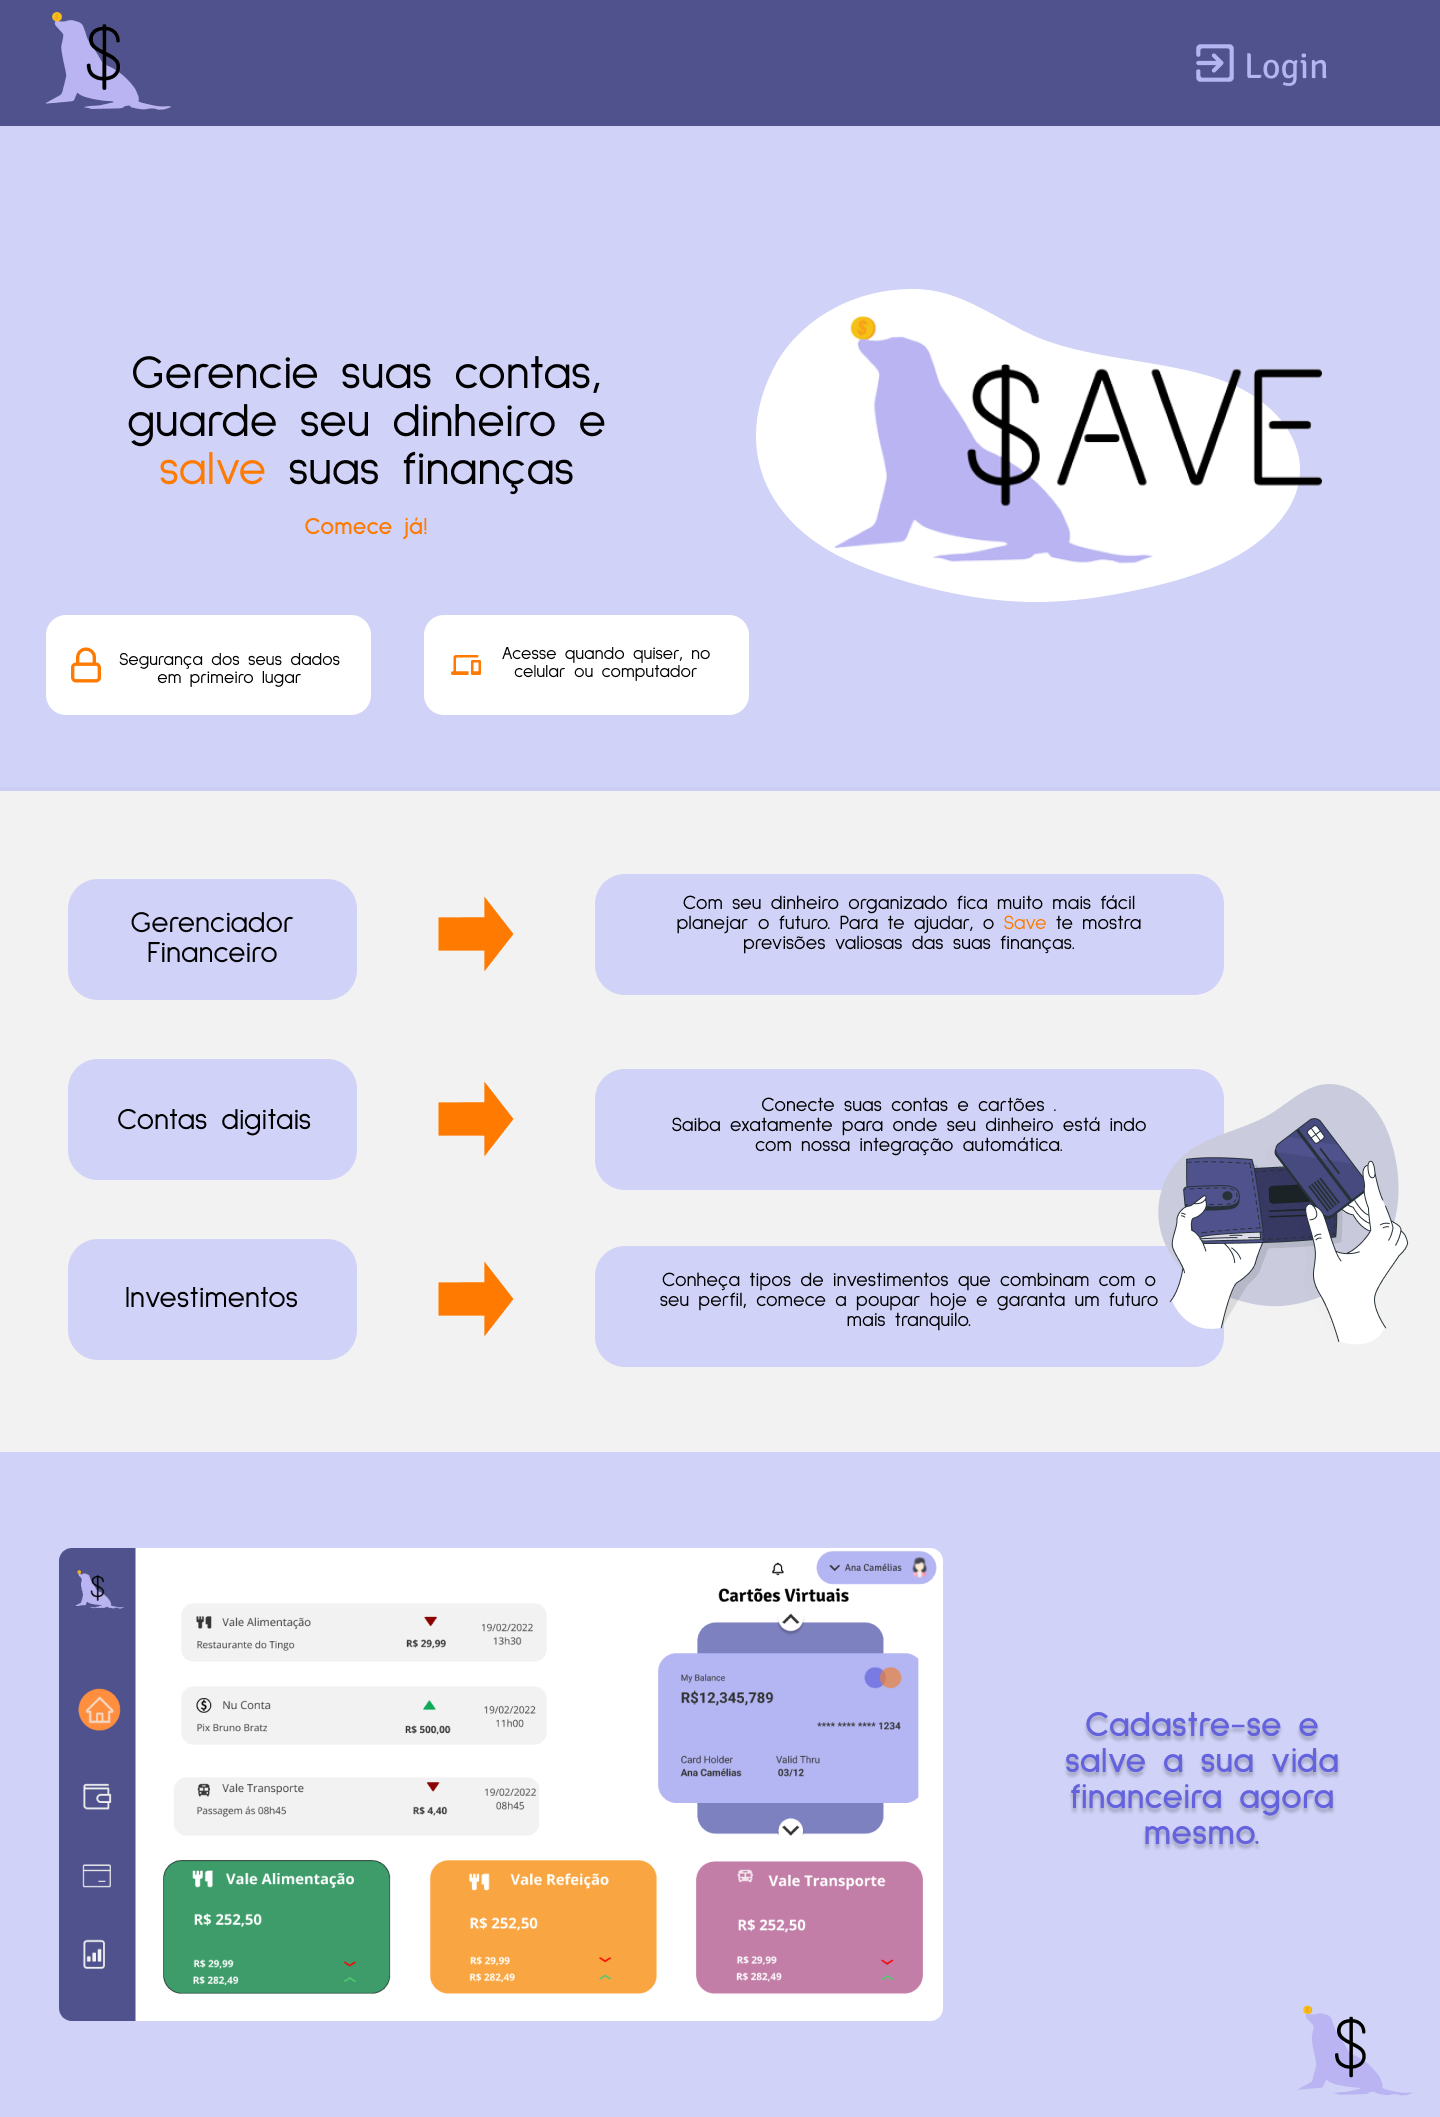 $
Login
Gerencie suas contas,
guarde seu dinheiro e
salve suas finanças
Comece já!
$AVE
Segurança dos seus dados
em primeiro lugar
Acesse quando quiser, no
celular ou computador
Gerenciador
Financeiro
Com seu dinheiro organizado fica muito mais fácil
planejar o futuro. Para te ajudar, o Save te mostra
previsões valiosas das suas finanças.
Contas digitais
Conecte suas contas e cartões .
Saiba exatamente para onde seu dinheiro está indo
com nossa integração automática.
Investimentos
Conheça tipos de investimentos que combinam com o
seu perfil, comece a poupar hoje e garanta um futuro
mais tranquilo.
$
Ana Camélias
Cartões Virtuais
Vale Alimentação
Restaurante do Tingo
R$ 29,99
19/02/2022
13h30
Nu Conta
Pix Bruno Bratz
R$ 500,00
19/02/2022
11h00
Vale Transporte
Passagem ás 08h45
R$ 4,40
19/02/2022
08h45
My Balance
R$12,345,789
**** **** **** 1234
Card Holder
Ana Camélias
Valid Thru
03/12
Vale Alimentação
R$ 252,50
R$ 29,99
R$ 282,49
Vale Refeição
R$ 252,50
R$ 29,99
R$ 282,49
Vale Transporte
R$ 252,50
R$ 29,99
R$ 282,49
Cadastre-se e
salve a sua vida
financeira agora
mesmo.
$